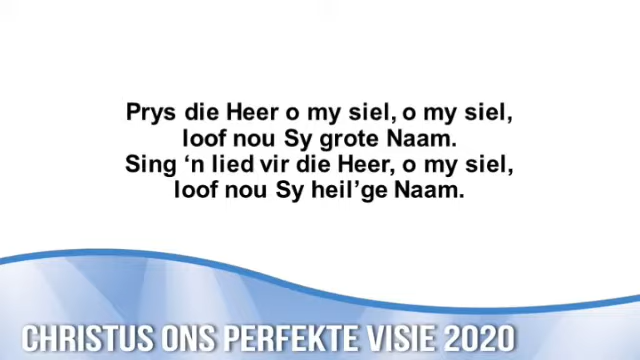 Prys die Heer o my siel, o my siel,
loof nou Sy grote Naam.
Sing ‘n lied vir die Heer, o my siel,
loof nou Sy heil’ge Naam.
CHRISTUS ONS PERFEKTE VISIE 2020